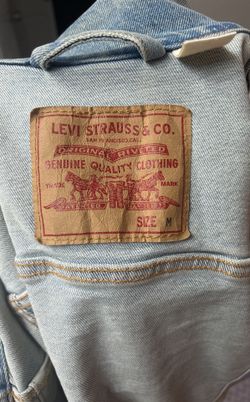 LEVI STRAUSS & CO.
SAN FRANCISCO, CAL.
ORIGINAL RIVETED
GENUINE QUALITY CLOTHING
TRADE MARK
SIZE M